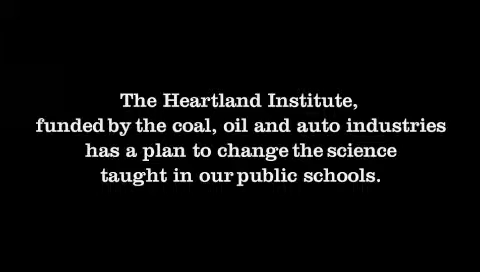 The Heartland Institute,
funded by the coal, oil and auto industries
has a plan to change the science
taught in our public schools.